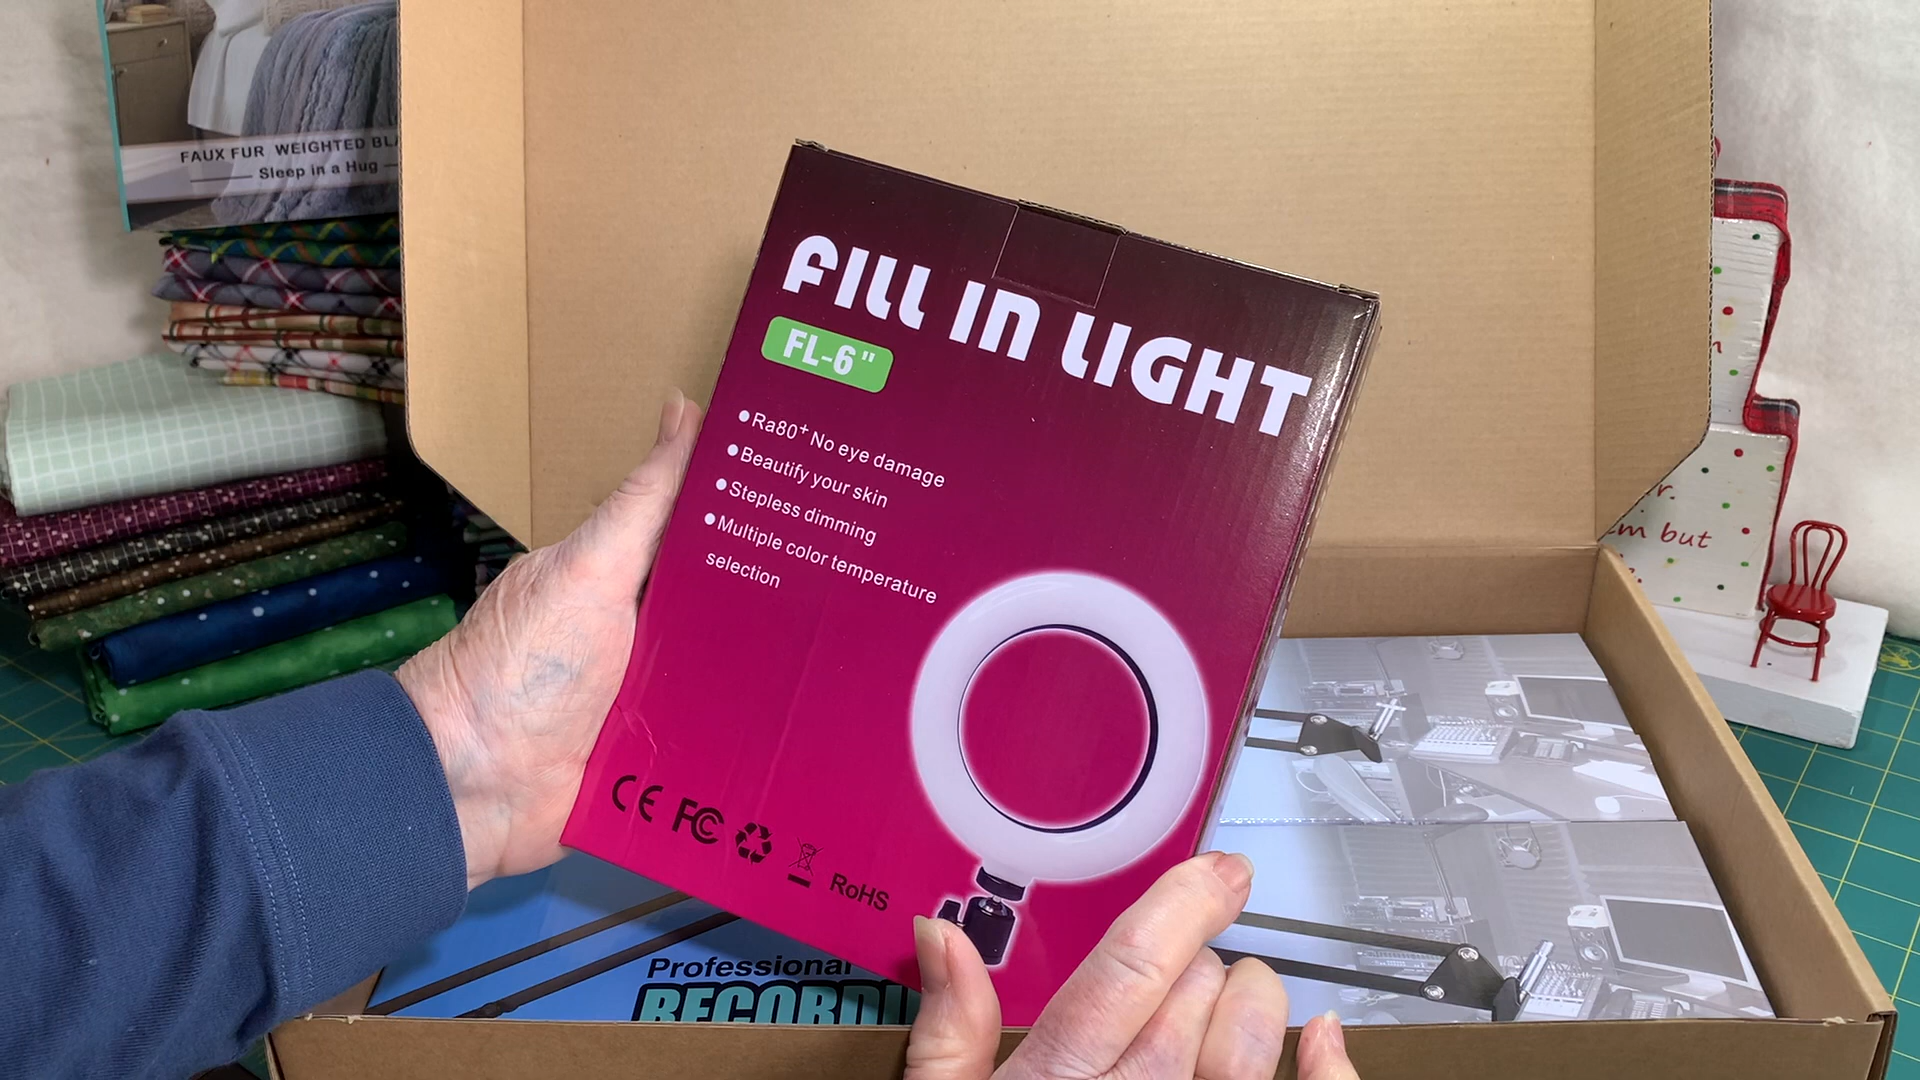 FAUX FUR WEIGHTED
Sleep in a Hug
FILL IN LIGHT
FL-6"
●Ra80⁺ No eye damage
●Beautify your skin
●Stepless dimming
●Multiple color temperature
selection
CE FC RoHS
Professional
m but